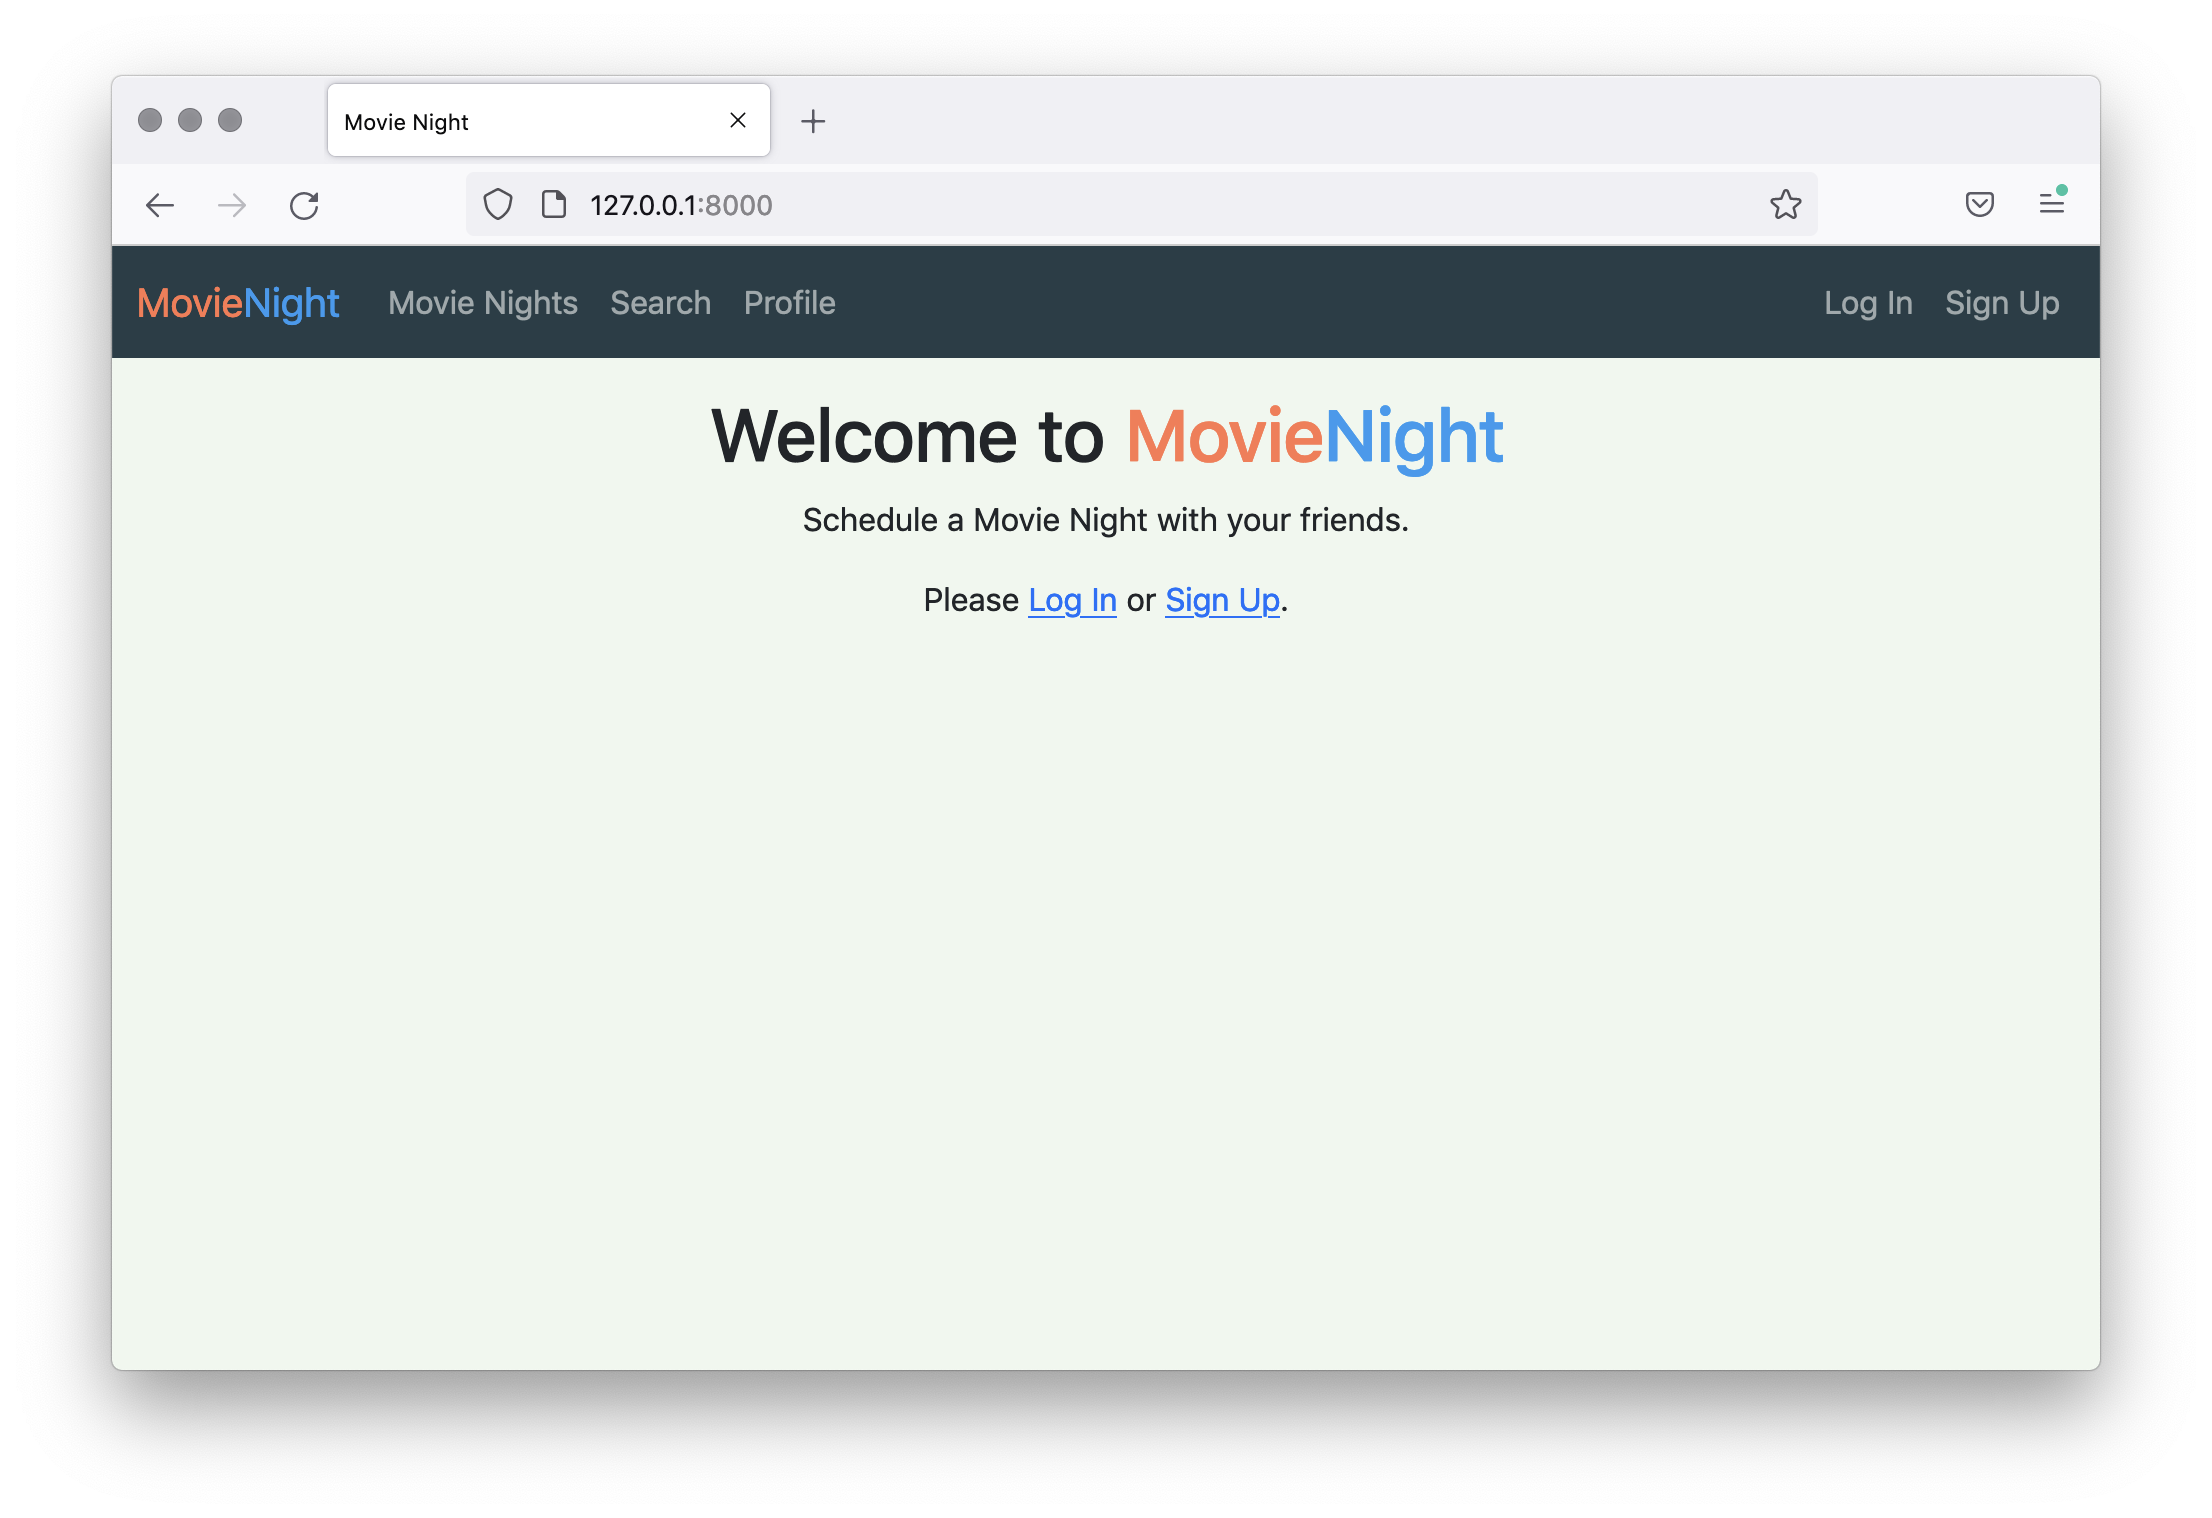 Movie Night
127.0.0.1:8000
MovieNight Movie Nights Search Profile Log In Sign Up
Welcome to MovieNight
Schedule a Movie Night with your friends.
Please Log In or Sign Up.